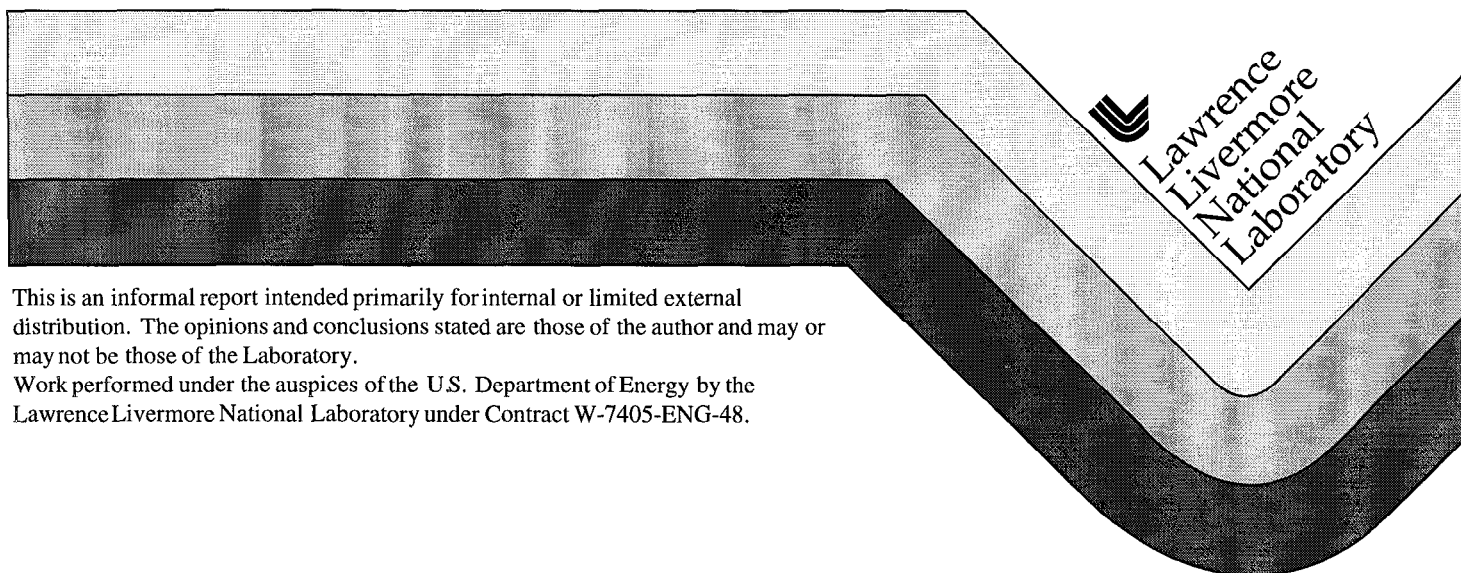 Lawrence
Livermore
National
Laboratory
This is an informal report intended primarily for internal or limited external
distribution. The opinions and conclusions stated are those of the author and may or
may not be those of the Laboratory.
Work performed under the auspices of the U.S. Department of Energy by the
Lawrence Livermore National Laboratory under Contract W-7405-ENG-48.